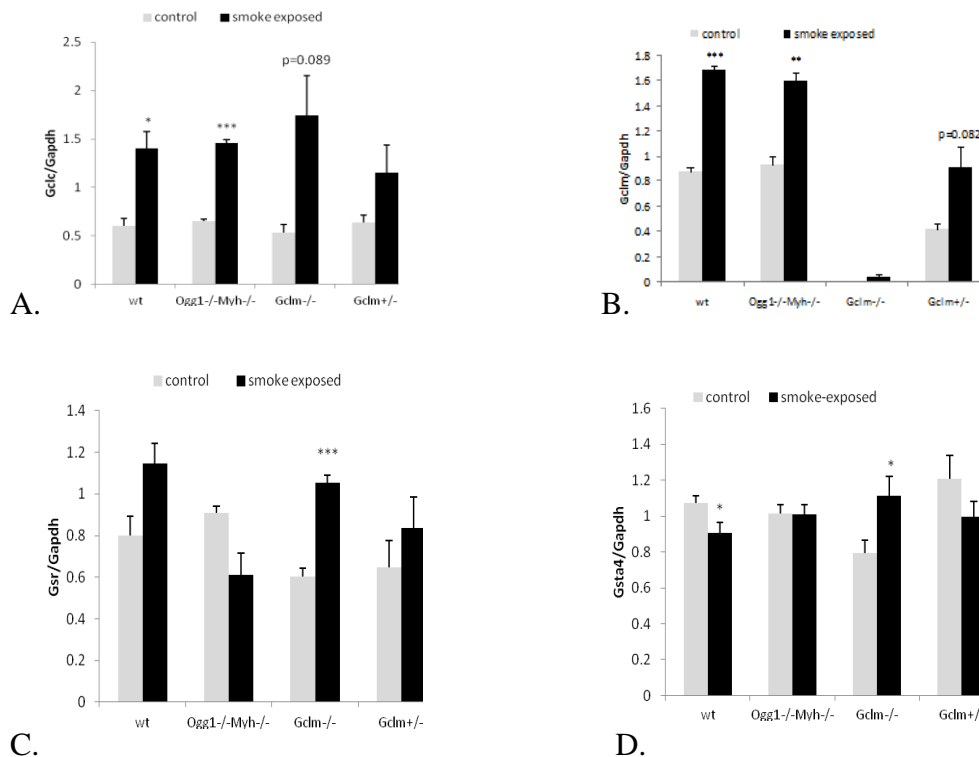 control smoke exposed
2.5
2
1.5
1
0.5
0
Gclc/Gapdh
* *** p=0.089
wt Ogg1-/-Myh-/- Gclm-/- Gclm+/-
A.
control smoke exposed
1.8
1.6
1.4
1.2
1
0.8
0.6
0.4
0.2
0
Gclm/Gapdh
*** ** p=0.082
wt Ogg1-/-Myh-/- Gclm-/- Gclm+/-
B.
control smoke exposed
1.4
1.2
1
0.8
0.6
0.4
0.2
0
Gsr/Gapdh
***
wt Ogg1-/-Myh-/- Gclm-/- Gclm+/-
C.
control smoke-exposed
1.6
1.4
1.2
1
0.8
0.6
0.4
0.2
0
Gsta4/Gapdh
* *
wt Ogg1-/-Myh-/- Gclm-/- Gclm+/
D.